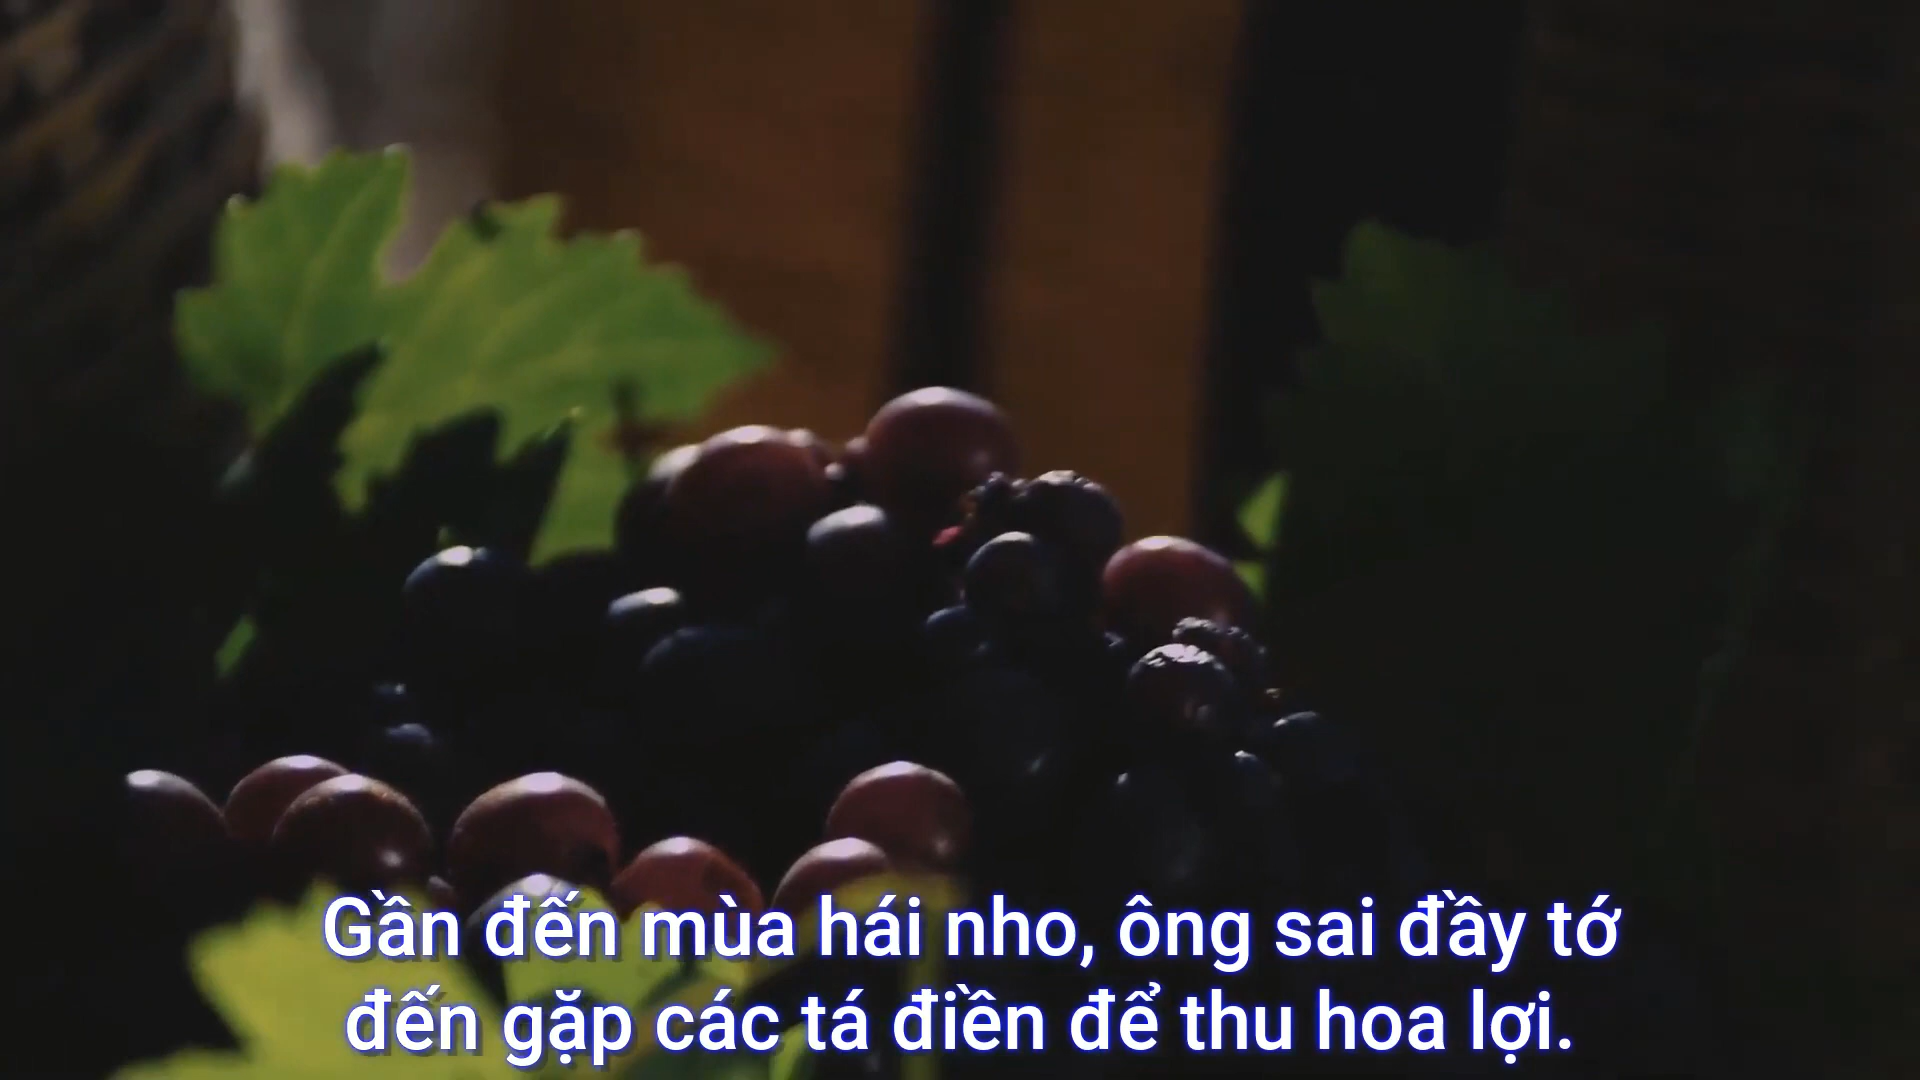 Gần đến mùa hái nho, ông sai đầy tớ
đến gặp các tá điền để thu hoa lợi.